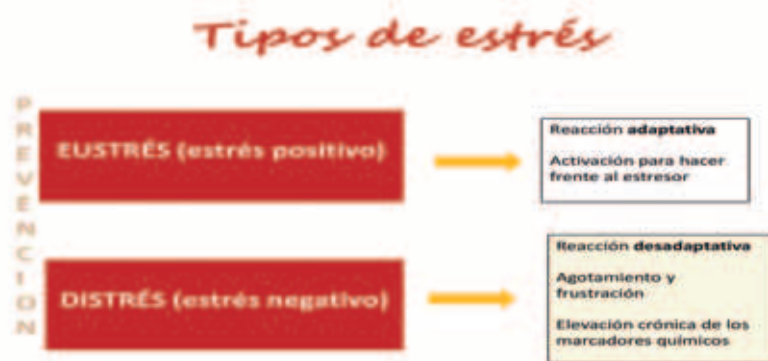 Tipos de estrés
PREVENCION
EUSTRÉS (estrés positivo)
Reacción adaptativa
Activación para hacer
frente al estresor
DISTRÉS (estrés negativo)
Reacción desadaptativa
Agotamiento y
frustración
Elevación crónica de los
marcadores químicos